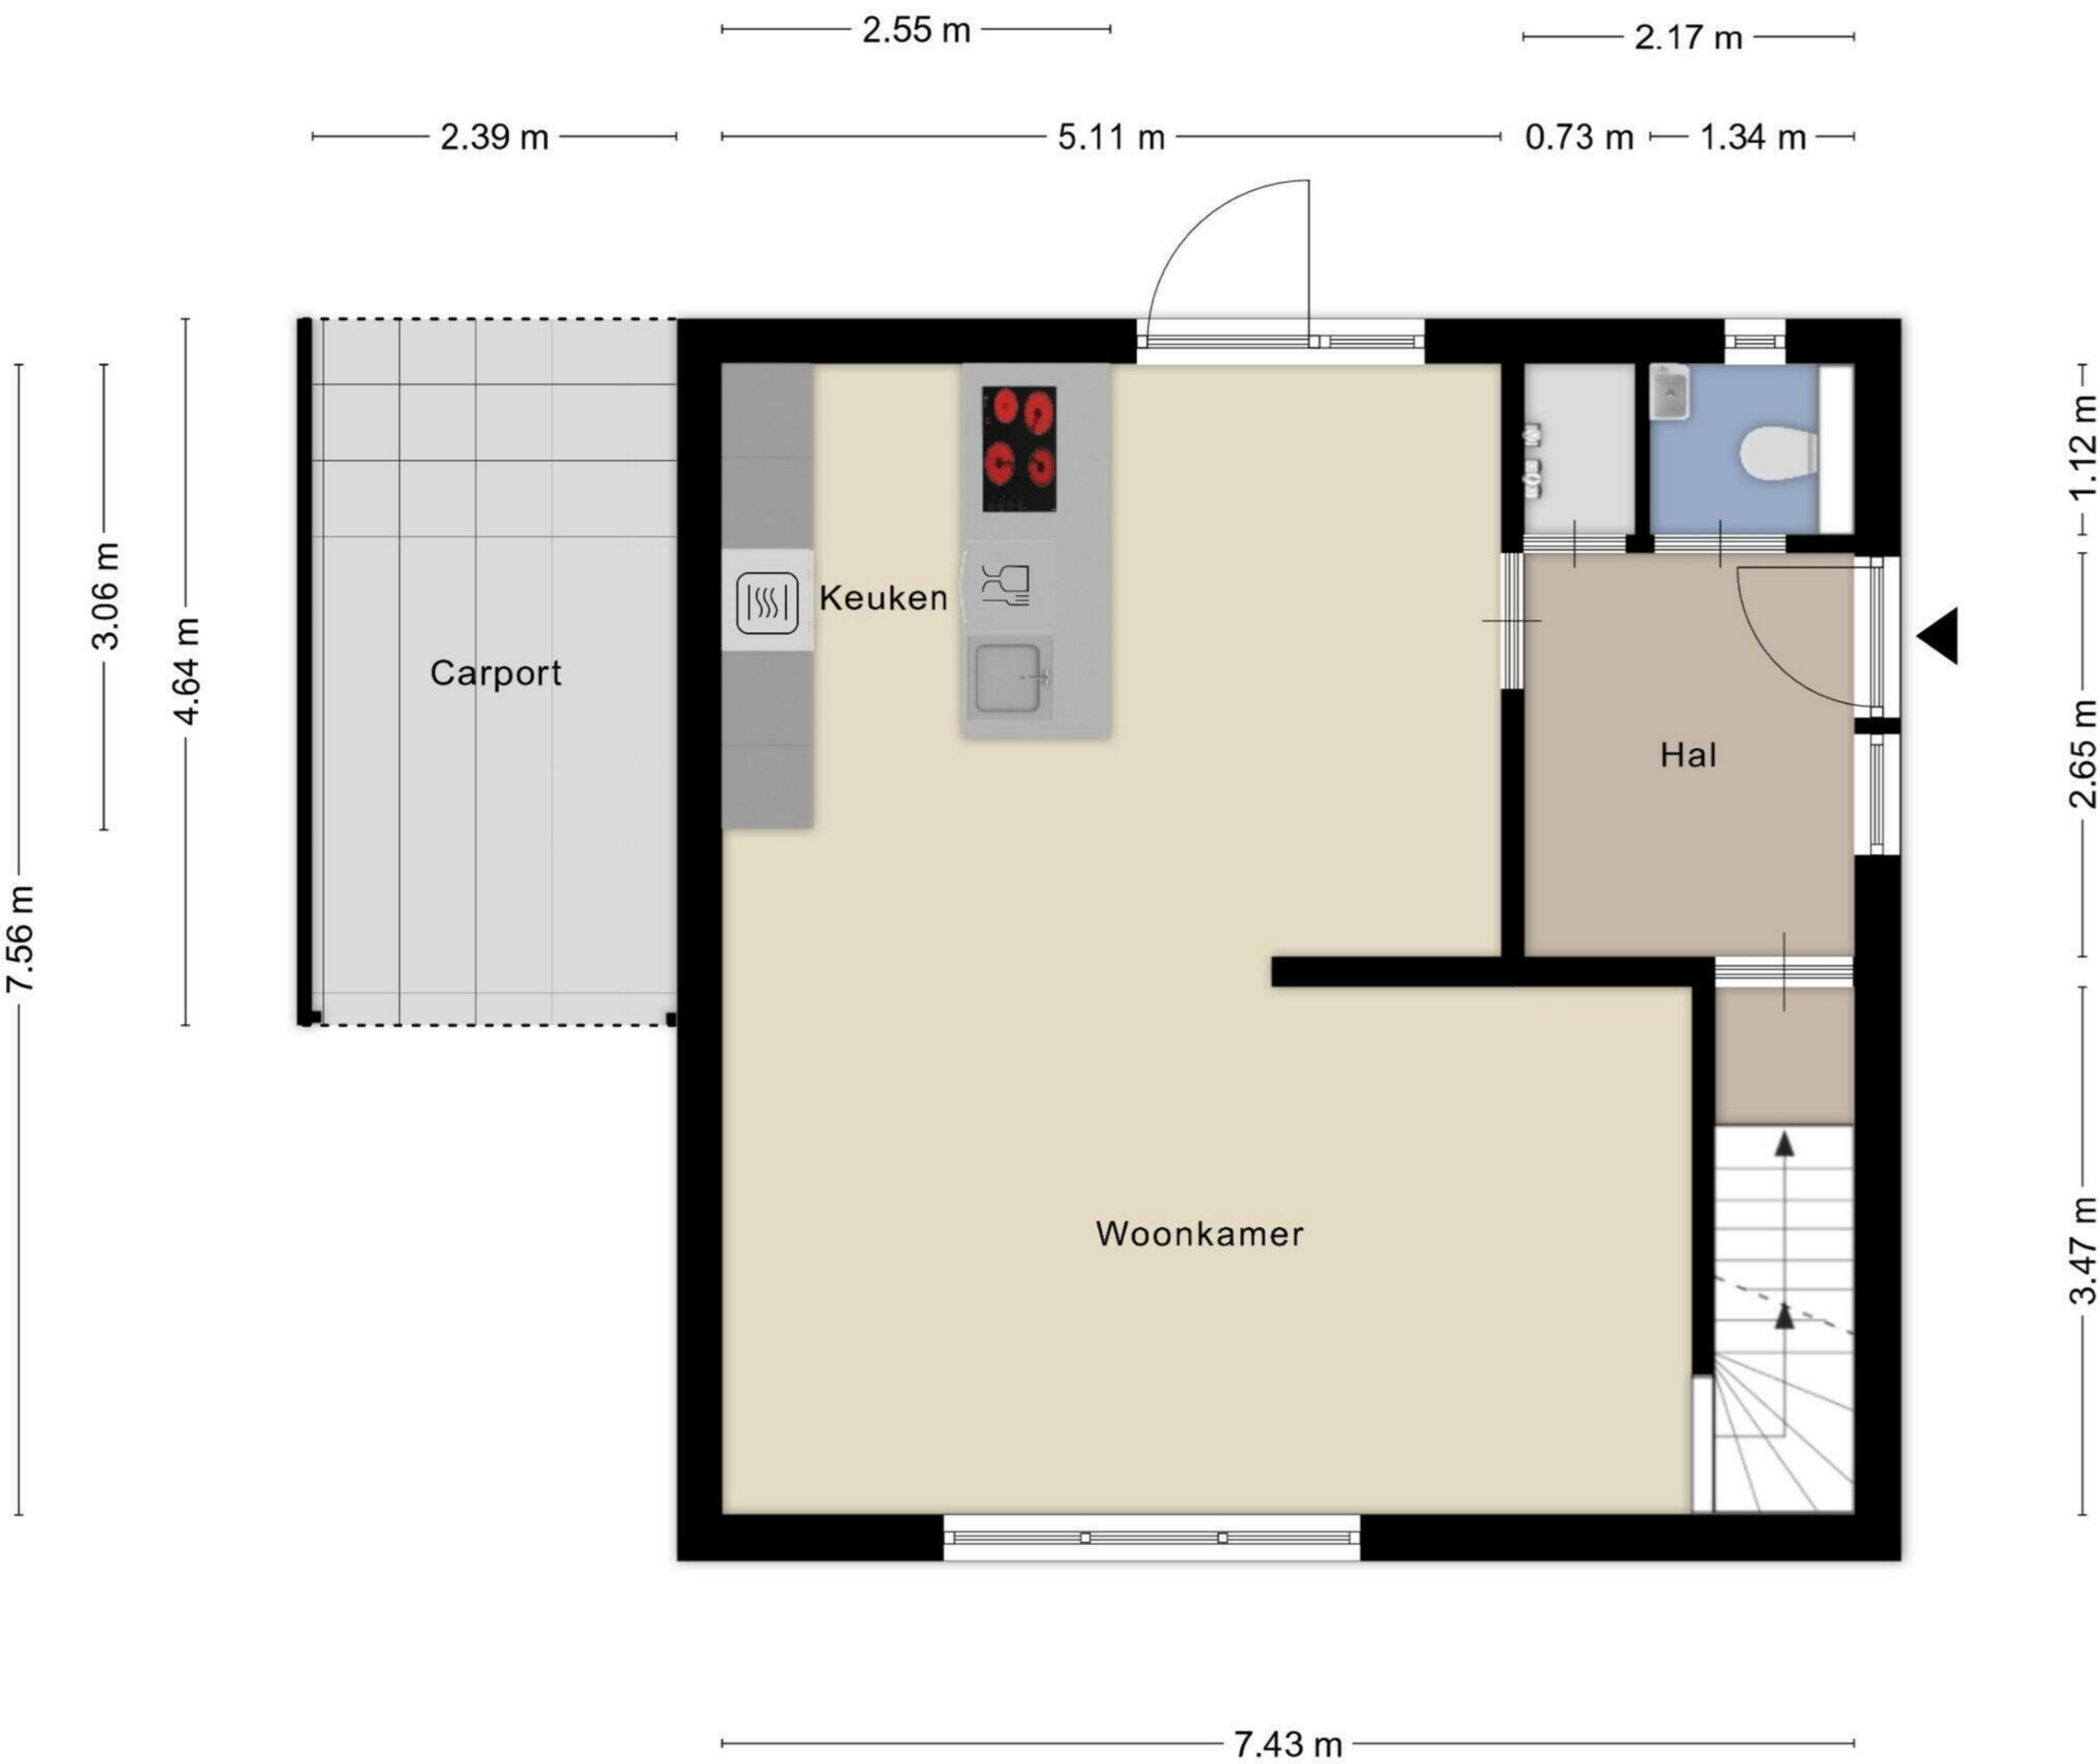 2.55 m
2.17 m
2.39 m
5.11 m
0.73 m
1.34 m
1.12 m
3.06 m
Keuken
4.64 m
Carport
Hal
2.65 m
7.56 m
Woonkamer
3.47 m
7.43 m